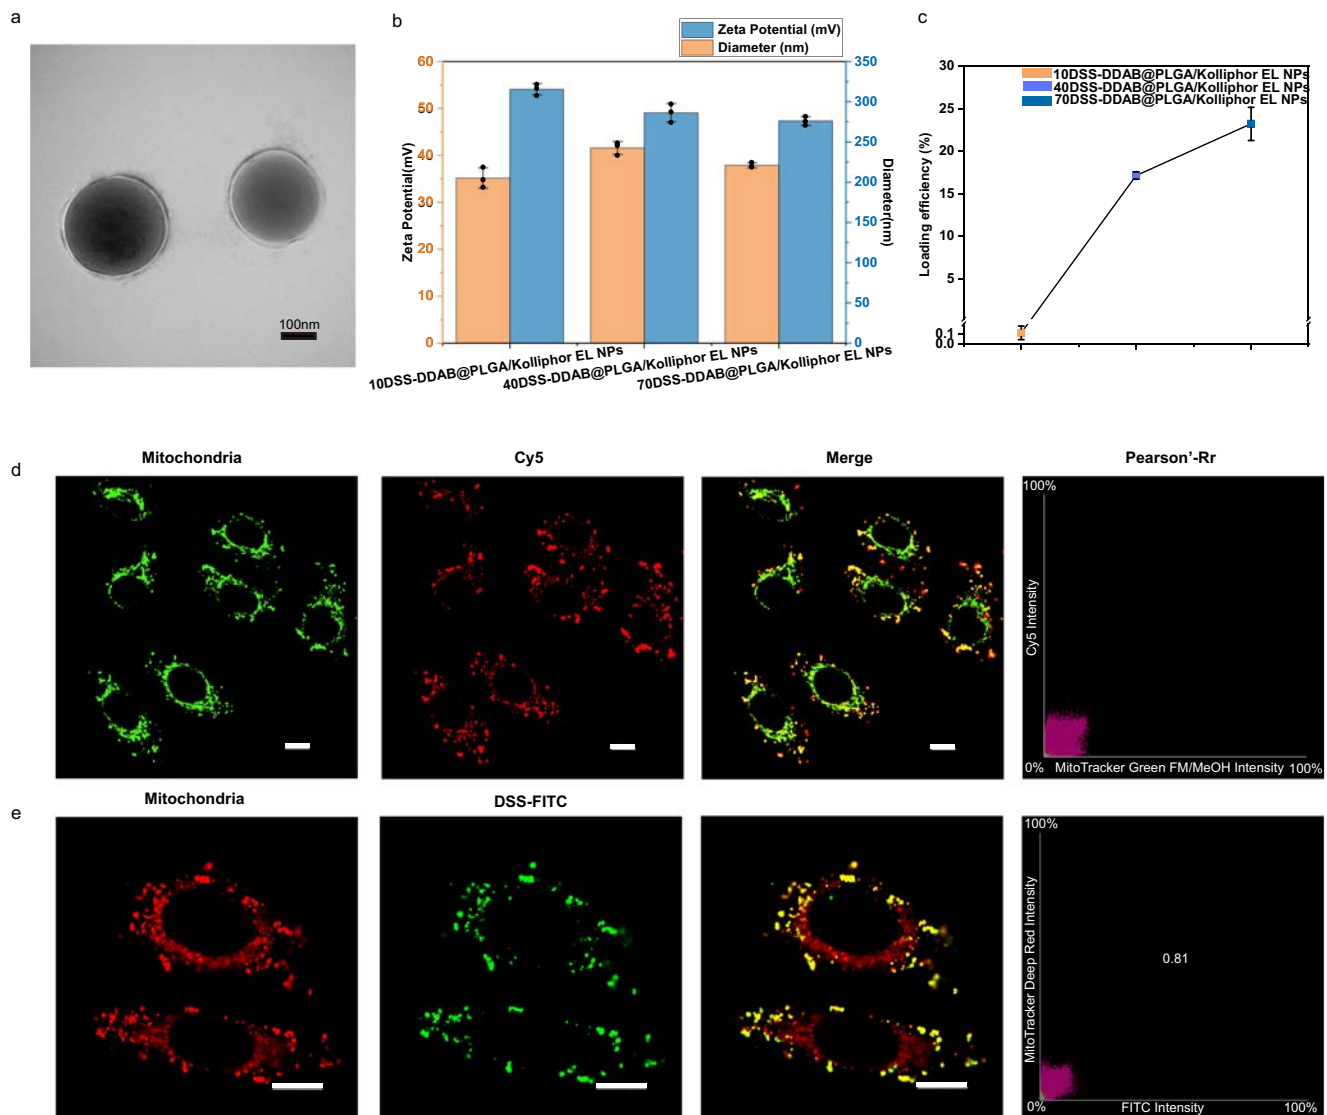 a
100nm
b
Zeta Potential (mV)
Diameter (nm)
60
50
40
30
20
10
0
Zeta Potential(mV)
350
300
250
200
150
100
50
0
Diameter(nm)
10DSS-DDAB@PLGA/Kolliphor EL NPs
40DSS-DDAB@PLGA/Kolliphor EL NPs
70DSS-DDAB@PLGA/Kolliphor EL NPs
c
10DSS-DDAB@PLGA/Kolliphor EL NPs
40DSS-DDAB@PLGA/Kolliphor EL NPs
70DSS-DDAB@PLGA/Kolliphor EL NPs
30
25
20
15
10
5
0.1
0.0
Loading efficiency (%)
d
Mitochondria
Cy5
Merge
Pearson'-Rr
100%
Cy5 Intensity
0%
MitoTracker Green FM/MeOH Intensity
100%
e
Mitochondria
DSS-FITC
100%
MitoTracker Deep Red Intensity
0.81
0%
FITC Intensity
100%